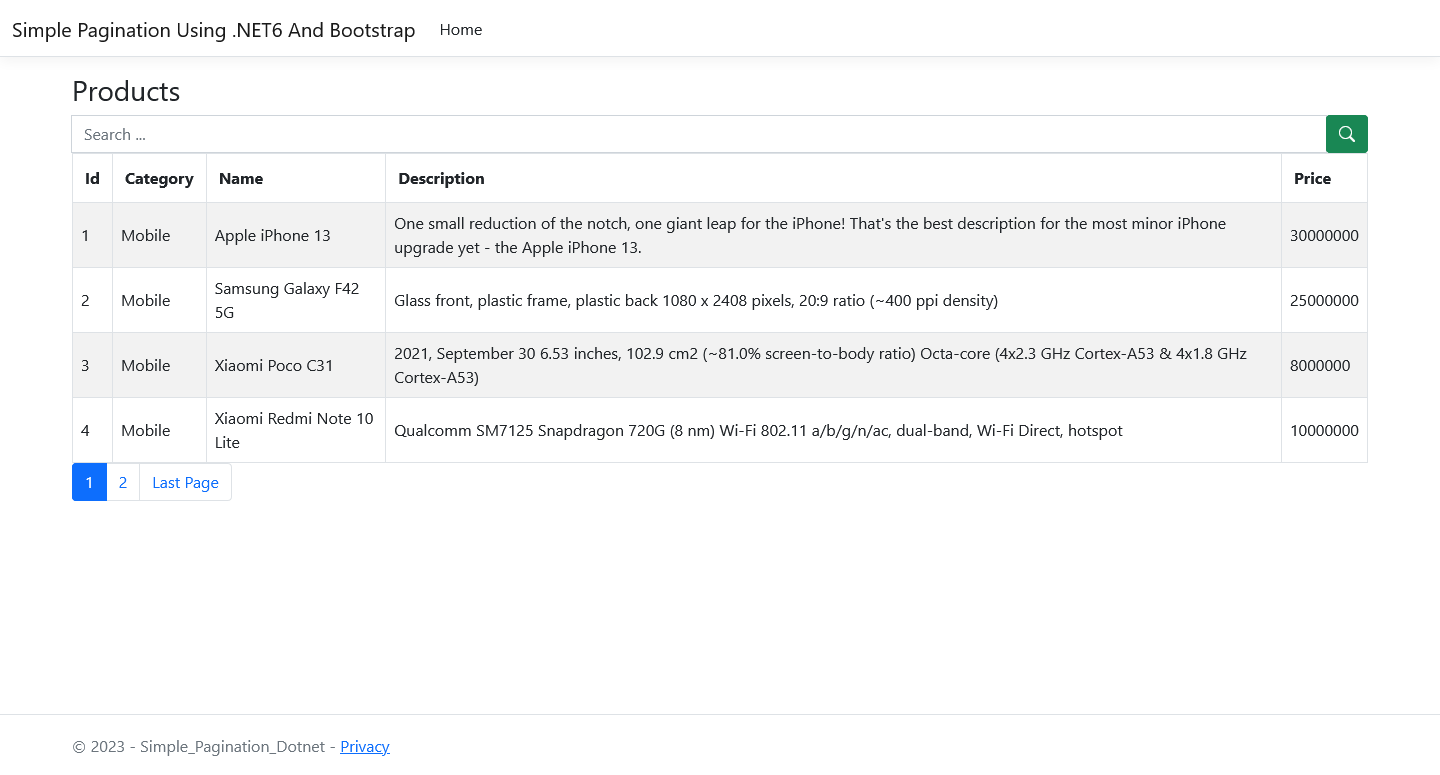 Simple Pagination Using .NET6 And Bootstrap Home
Products
Search ...
Id Category Name Description Price
1 Mobile Apple iPhone 13 One small reduction of the notch, one giant leap for the iPhone! That's the best description for the most minor iPhone
upgrade yet - the Apple iPhone 13. 30000000
2 Mobile Samsung Galaxy F42
5G Glass front, plastic frame, plastic back 1080 x 2408 pixels, 20:9 ratio (~400 ppi density) 25000000
3 Mobile Xiaomi Poco C31 2021, September 30 6.53 inches, 102.9 cm2 (~81.0% screen-to-body ratio) Octa-core (4x2.3 GHz Cortex-A53 & 4x1.8 GHz
Cortex-A53) 8000000
4 Mobile Xiaomi Redmi Note 10
Lite Qualcomm SM7125 Snapdragon 720G (8 nm) Wi-Fi 802.11 a/b/g/n/ac, dual-band, Wi-Fi Direct, hotspot 10000000
1 2 Last Page
© 2023 - Simple_Pagination_Dotnet - Privacy